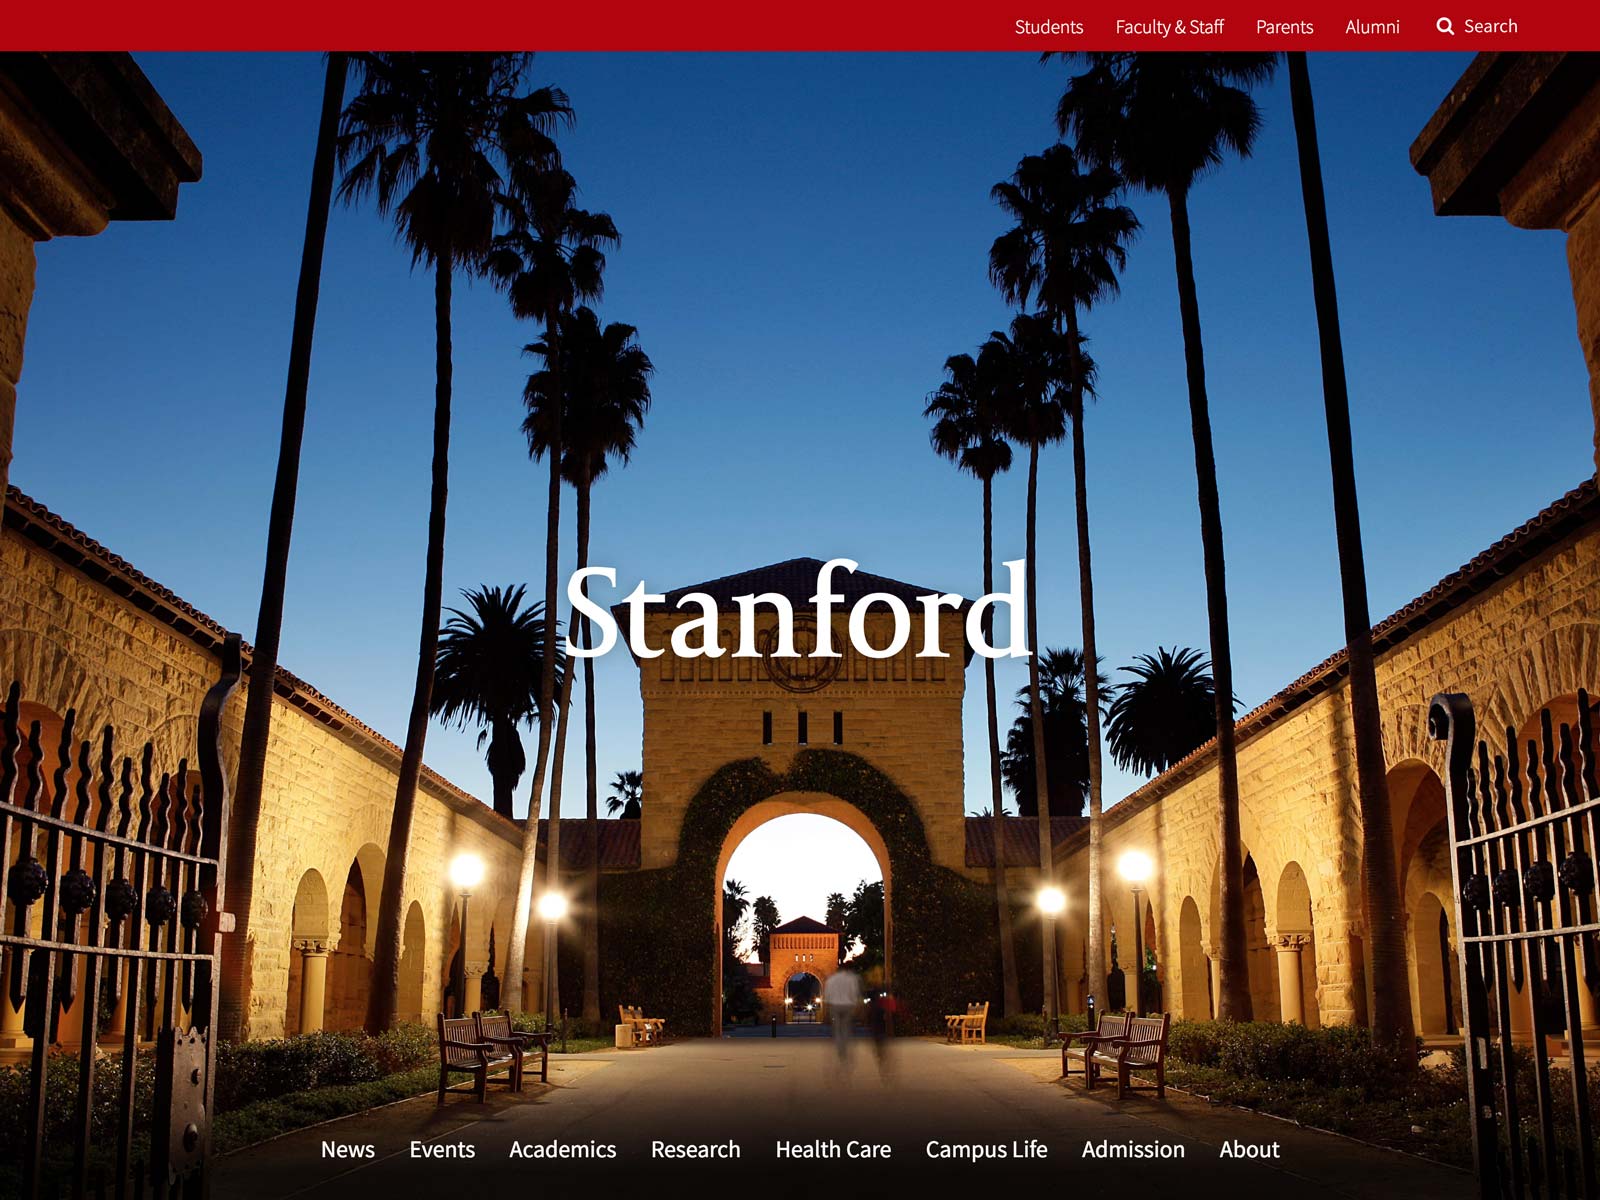 Students Faculty & Staff Parents Alumni Search
Stanford
News Events Academics Research Health Care Campus Life Admission About